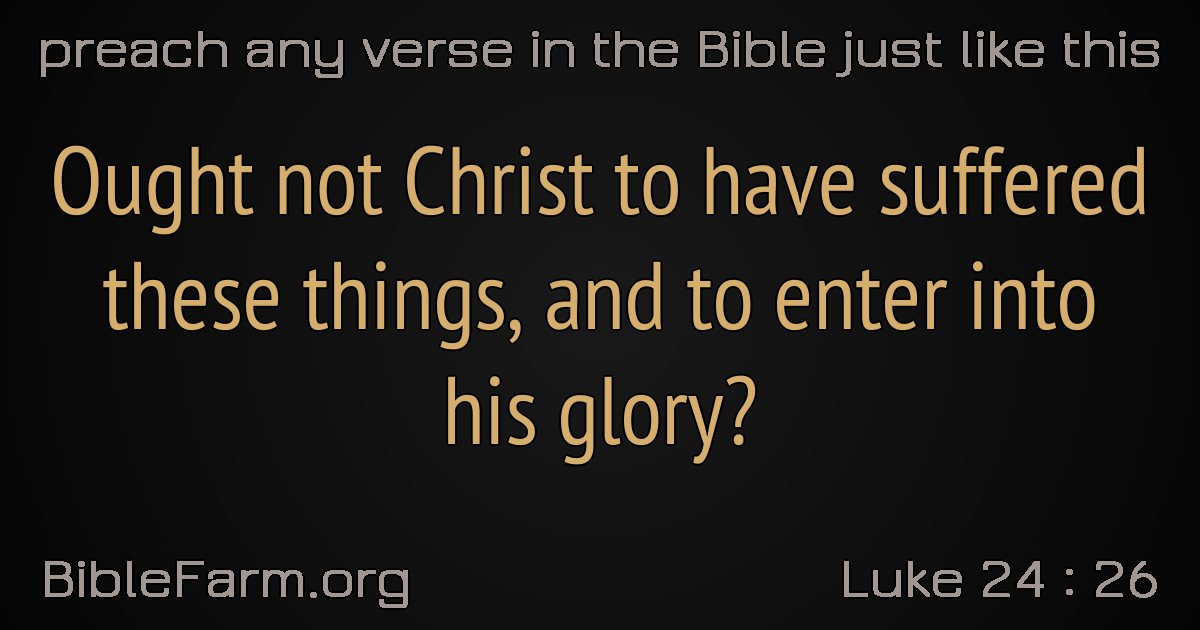 preach any verse in the Bible just like this
Ought not Christ to have suffered
these things, and to enter into
his glory?
BibleFarm.org
Luke 24 : 26